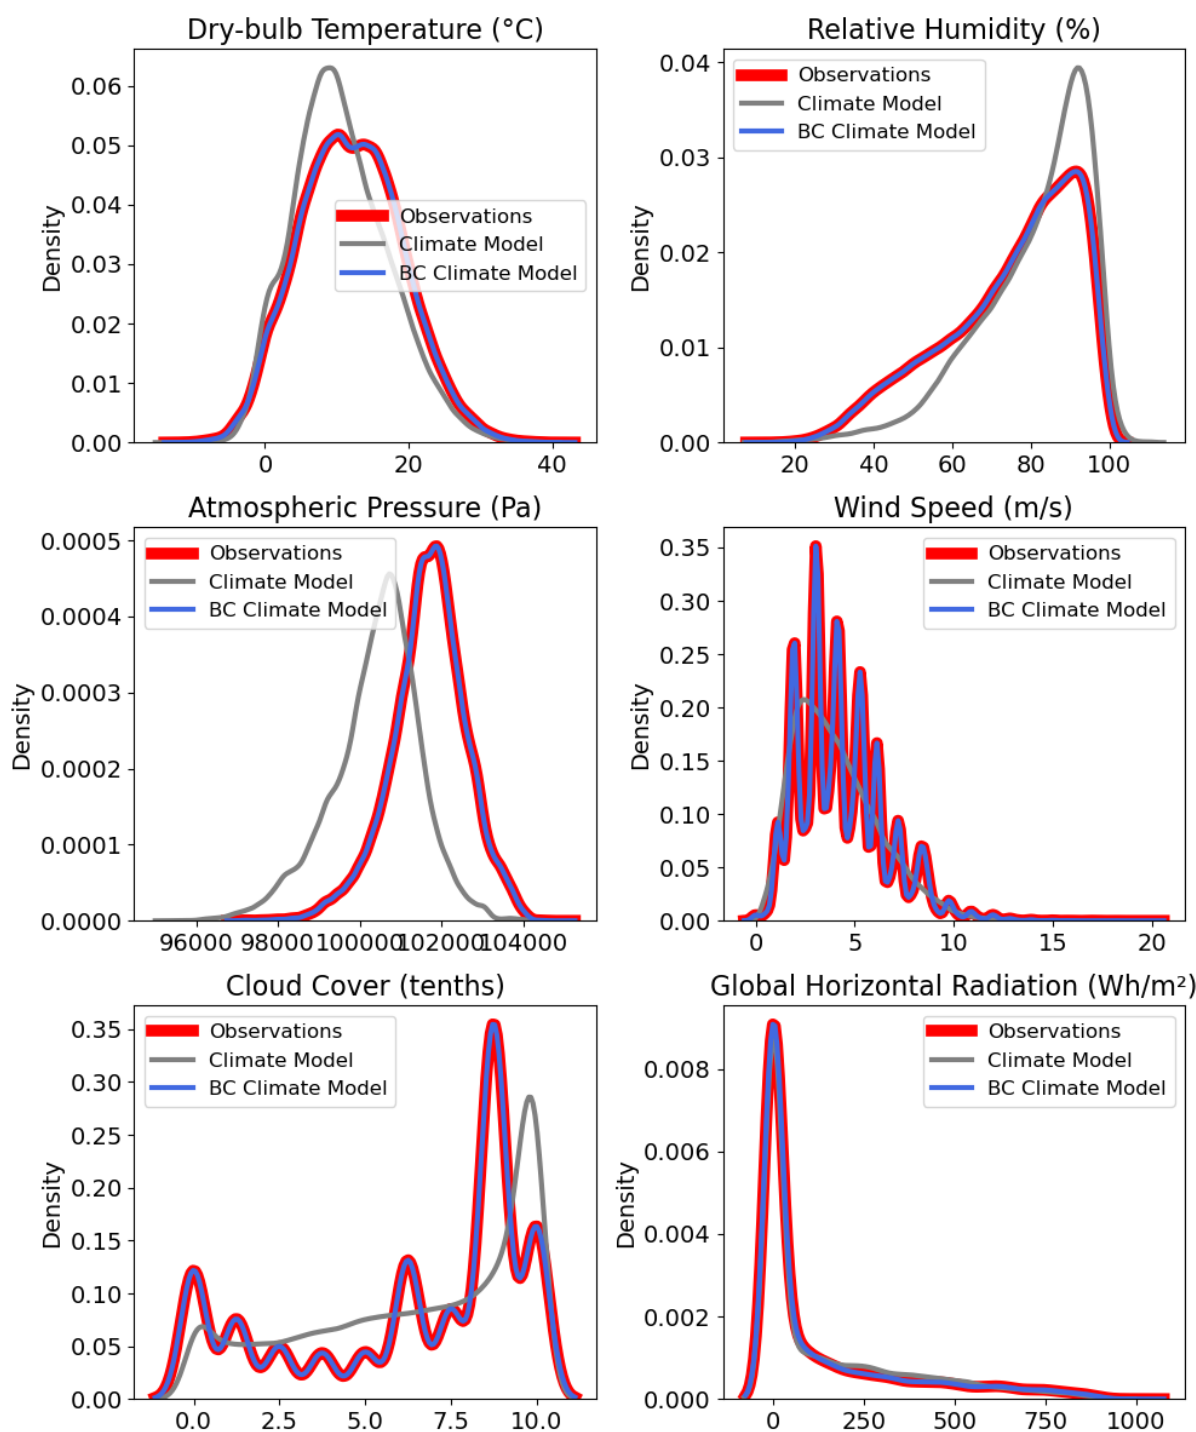 Dry-bulb Temperature (°C)
Density
0.06
0.05
0.04
0.03
0.02
0.01
0.00
Observations
Climate Model
BC Climate Model
0
20
40
Relative Humidity (%)
Density
0.04
0.03
0.02
0.01
0.00
Observations
Climate Model
BC Climate Model
20
40
60
80
100
Atmospheric Pressure (Pa)
Density
0.0005
0.0004
0.0003
0.0002
0.0001
0.0000
Observations
Climate Model
BC Climate Model
96000
98000
100000
102000
104000
Wind Speed (m/s)
Density
0.35
0.30
0.25
0.20
0.15
0.10
0.05
0.00
Observations
Climate Model
BC Climate Model
0
5
10
15
20
Cloud Cover (tenths)
Density
0.35
0.30
0.25
0.20
0.15
0.10
0.05
0.00
Observations
Climate Model
BC Climate Model
0.0
2.5
5.0
7.5
10.0
Global Horizontal Radiation (Wh/m²)
Density
0.008
0.006
0.004
0.002
0.000
Observations
Climate Model
BC Climate Model
0
250
500
750
1000